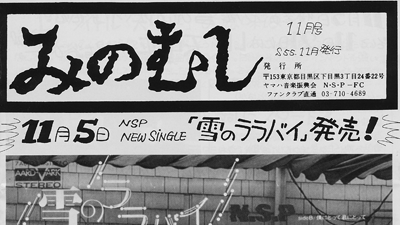 みのむし
11月号
S55.11月発行
発行所
〒153東京都目黒区下目黒3丁目24番22号
ヤマハ音楽振興会 N・S・P-FC
ファンクラブ直通 03-710-4689
11月5日 NSP NEW SINGLE「雪のララバイ」発売!
AARD-VARK
STEREO
雪のララバイ
N.S.P